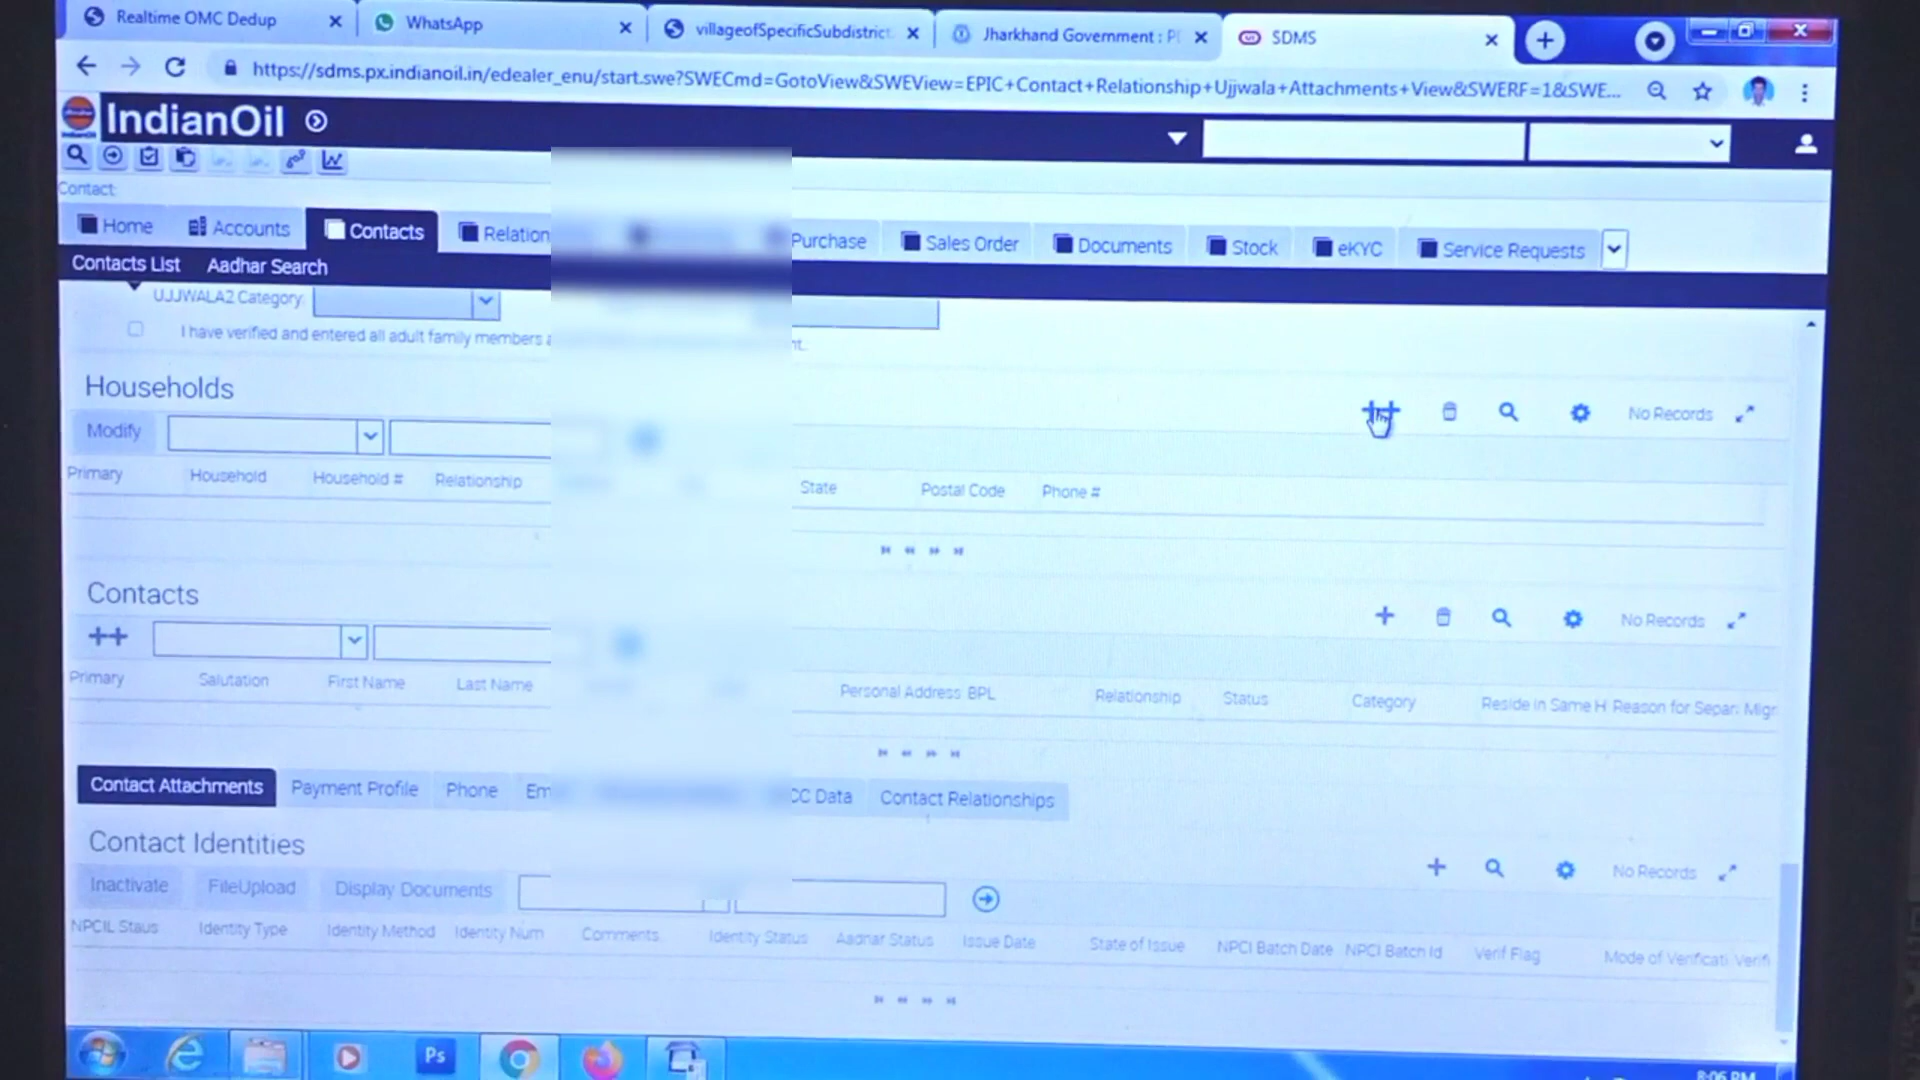 Realtime OMC Dedup
WhatsApp
villageofSpecificSubdistrict.
Jharkhand Government : P
SDMS
https://sdms.px.indianoil.in/edealer_enu/start.swe?SWECmd=GotoView&SWEView=EPIC+Contact+Relationship+Ujjwala+Attachments+View&SWERF=1&SWE...
IndianOil
Contact:
Home
Accounts
Contacts
Relation
Purchase
Sales Order
Documents
Stock
eKYC
Service Requests
Contacts List
Aadhar Search
UJJWALA2 Category:
I have verified and entered all adult family members
Households
No Records
Modify
Primary
Household
Household #
Relationship
State
Postal Code
Phone #
Contacts
No Records
Primary
Salutation
First Name
Last Name
Personal Address
BPL
Relationship
Status
Category
Reside in Same H
Reason for Separ.
Migr
Contact Attachments
Payment Profile
Phone
Em
CC Data
Contact Relationships
Contact Identities
No Records
Inactivate
FileUpload
Display Documents
NPCIL Staus
Identity Type
Identity Method
Identity Num
Comments
Identity Status
Aadhar Status
Issue Date
State of Issue
NPCI Batch Date
NPCI Batch Id
Verif Flag
Mode of Verificati
Verifi
Ps
8:06 PM